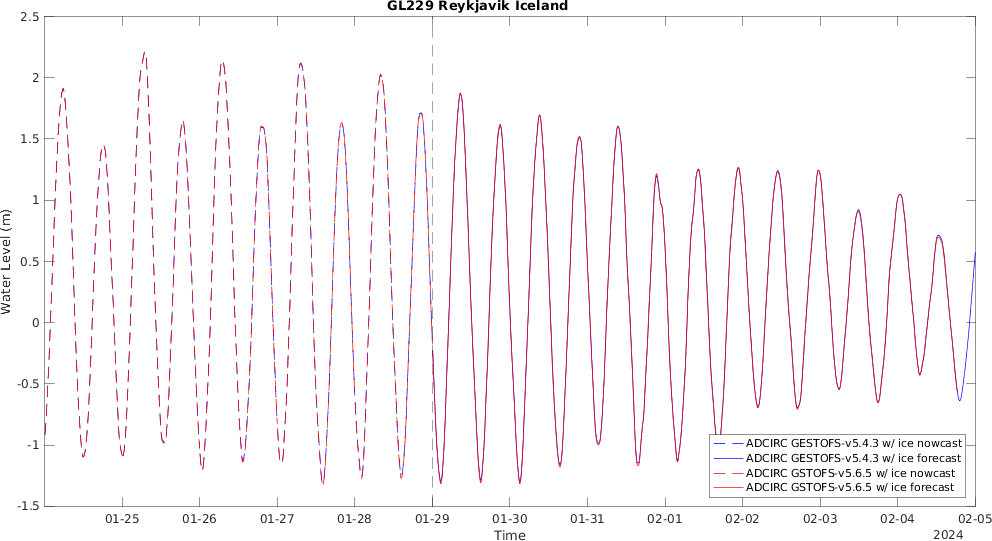 GL229 Reykjavik Iceland
2.5
2
1.5
1
0.5
0
-0.5
-1
-1.5
Water Level (m)
ADCIRC GESTOFS-v5.4.3 w/ ice nowcast
ADCIRC GESTOFS-v5.4.3 w/ ice forecast
ADCIRC GSTOFS-v5.6.5 w/ ice nowcast
ADCIRC GSTOFS-v5.6.5 w/ ice forecast
01-25 01-26 01-27 01-28 01-29 01-30 01-31 02-01 02-02 02-03 02-04 02-05
Time
2024